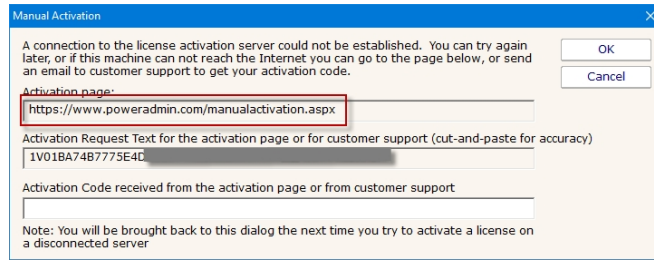 Manual Activation
A connection to the license activation server could not be established. You can try again
later, or if this machine can not reach the Internet you can go to the page below, or send
an email to customer support to get your activation code.
OK
Cancel
Activation page:
https://www.poweradmin.com/manualactivation.aspx
Activation Request Text for the activation page or for customer support (cut-and-paste for accuracy)
1V01BA74B7775E4D
Activation Code received from the activation page or from customer support
Note: You will be brought back to this dialog the next time you try to activate a license on
a disconnected server